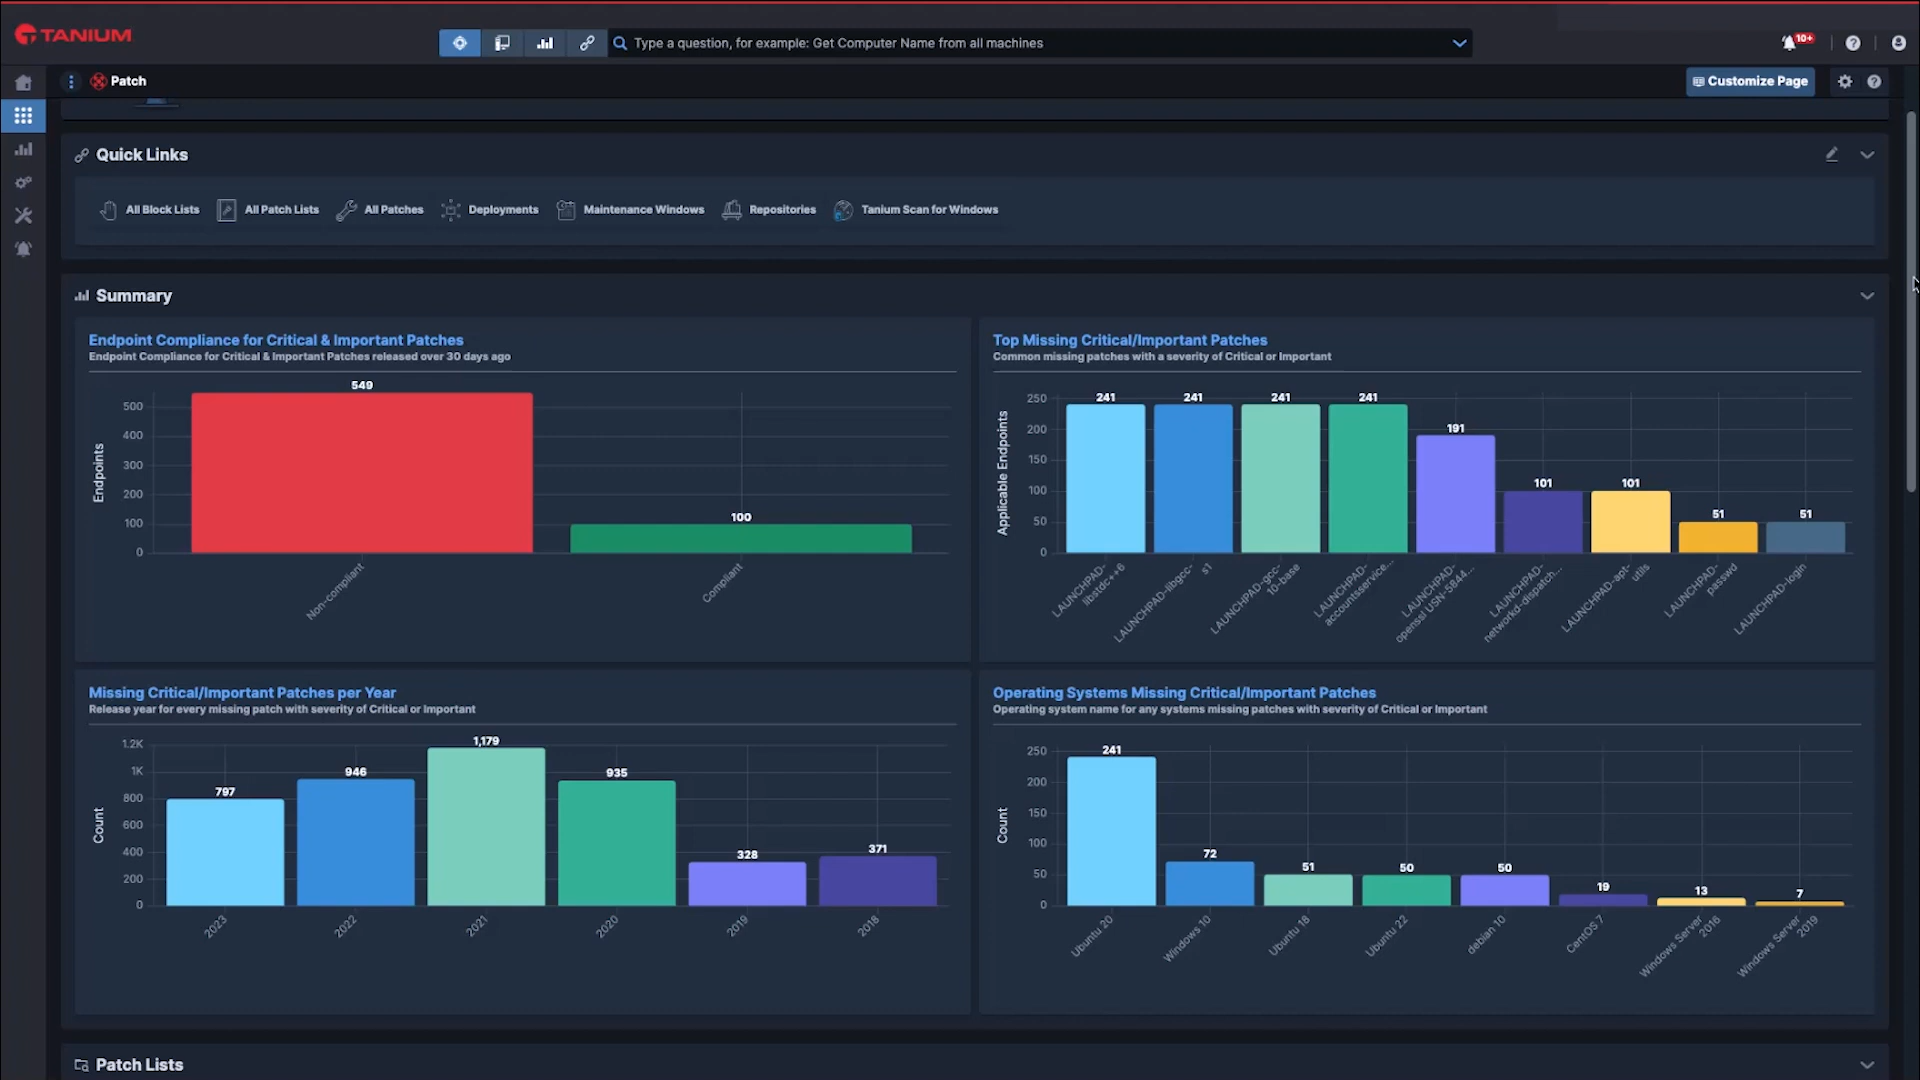 TANIUM
Type a question, for example: Get Computer Name from all machines
10+
Patch
Customize Page
Quick Links
All Block Lists
All Patch Lists
All Patches
Deployments
Maintenance Windows
Repositories
Tanium Scan for Windows
Summary
Endpoint Compliance for Critical & Important Patches
Endpoint Compliance for Critical & Important Patches released over 30 days ago
Endpoints
500
400
300
200
100
0
549
100
Non-compliant
Compliant
Top Missing Critical/Important Patches
Common missing patches with a severity of Critical or Important
Applicable Endpoints
250
200
150
100
50
0
241
241
241
241
191
101
101
51
51
LAUNCHPAD-
libstdc++6
LAUNCHPAD-libgcc-
s1
LAUNCHPAD-gcc-
10-base
LAUNCHPAD-
accountsservice...
LAUNCHPAD-
openssl USN-5844...
LAUNCHPAD-
networkd-dispatch...
LAUNCHPAD-apt-
utils
LAUNCHPAD-
passwd
LAUNCHPAD-login
Missing Critical/Important Patches per Year
Release year for every missing patch with severity of Critical or Important
Count
1.2K
1K
800
600
400
200
0
797
946
1,179
935
328
371
2023
2022
2021
2020
2019
2018
Operating Systems Missing Critical/Important Patches
Operating system name for any systems missing patches with severity of Critical or Important
Count
250
200
150
100
50
0
241
72
51
50
50
19
13
7
Ubuntu 20
Windows 10
Ubuntu 18
Ubuntu 22
debian 10
CentOS 7
Windows Server
2016
Windows Server
2019
Patch Lists